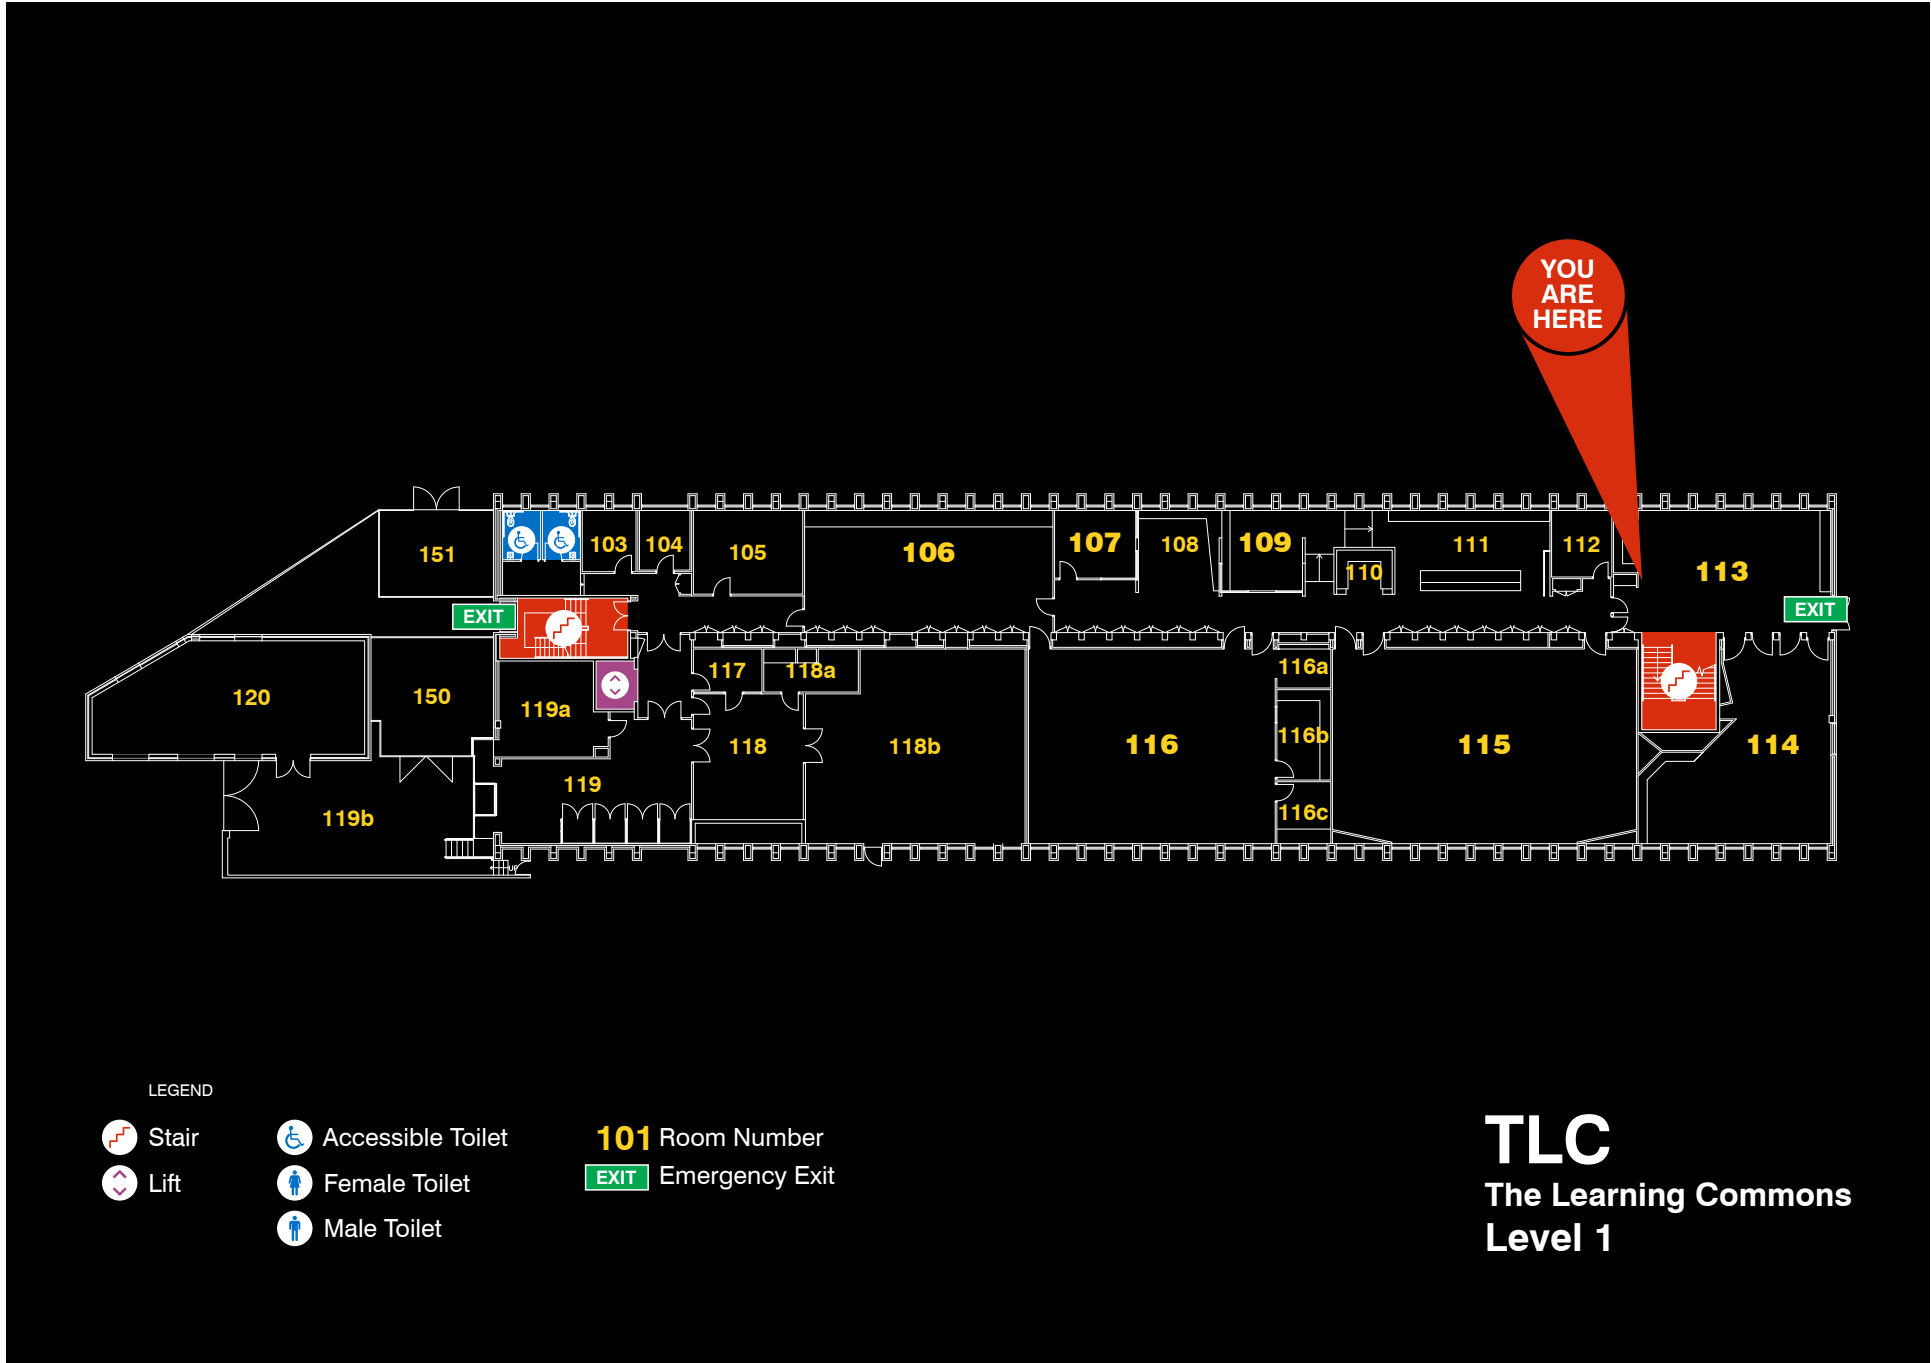 YOU
ARE
HERE
151
103
104
105
106
107
108
109
110
111
112
113
EXIT
EXIT
120
150
119a
117
118a
116a
118
118b
116
116b
115
114
119
119b
116c
LEGEND
Stair
Lift
Accessible Toilet
Female Toilet
Male Toilet
101 Room Number
EXIT Emergency Exit
TLC
The Learning Commons
Level 1